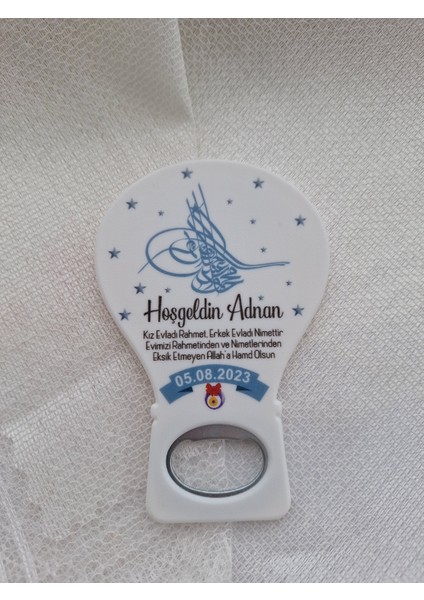 Hoşgeldin Adnan
Kız Evladı Rahmet, Erkek Evladı Nimettir
Evimizi Rahmetinden ve Nimetlerinden
Eksik Etmeyen Allah'a Hamd Olsun
05.08.2023